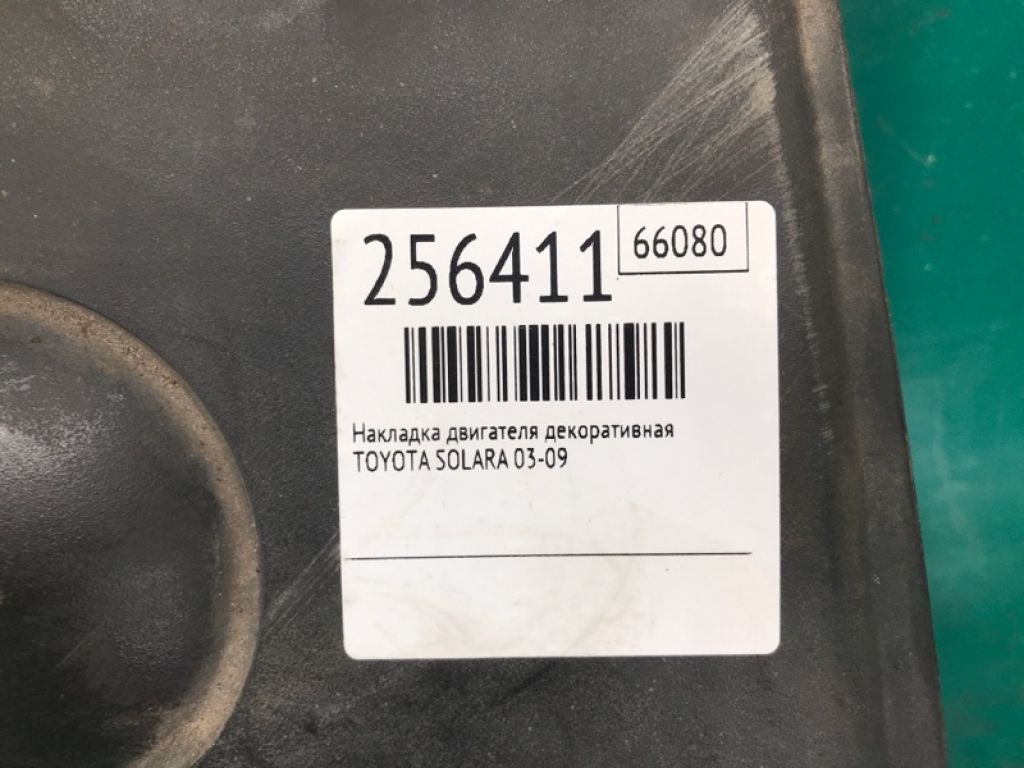 256411
66080
Накладка двигателя декоративная
TOYOTA SOLARA 03-09